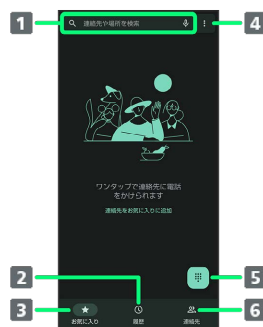 1
連絡先や場所を検索
4
ワンタップで連絡先に電話
をかけられます
連絡先をお気に入りに追加
2
5
3
お気に入り
履歴
連絡先
6